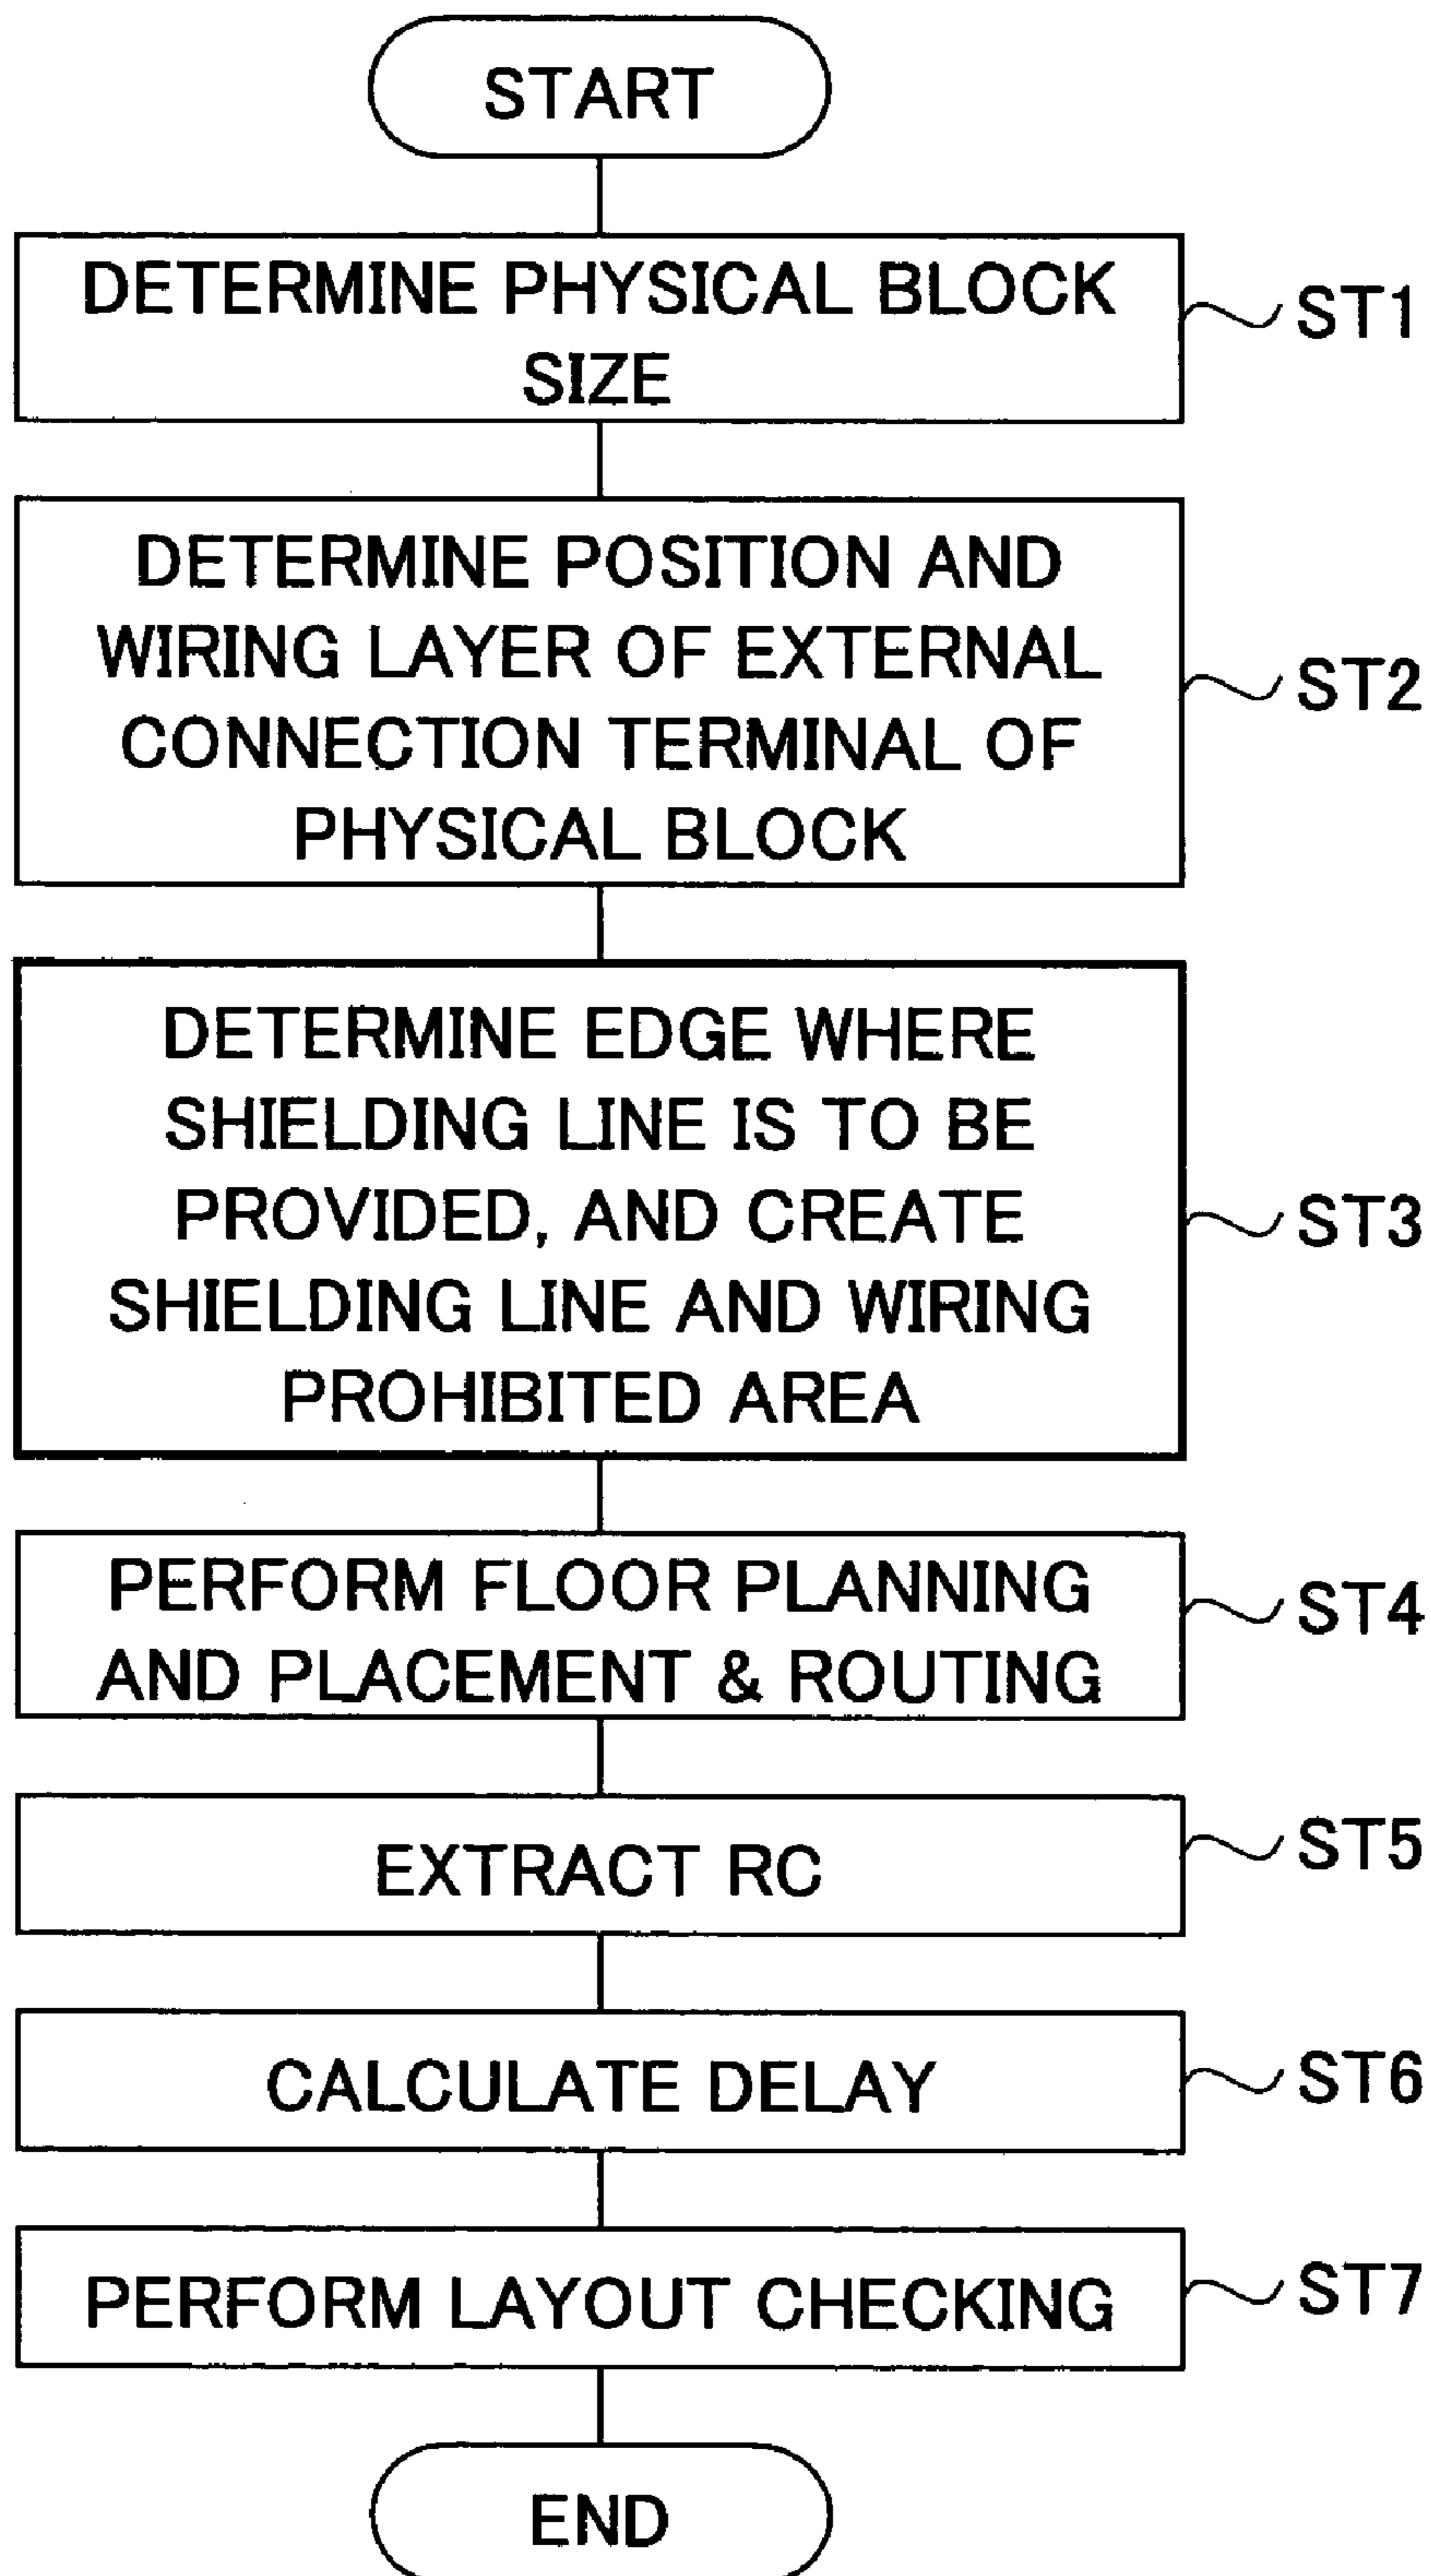 START
DETERMINE PHYSICAL BLOCK
SIZE
ST1
DETERMINE POSITION AND
WIRING LAYER OF EXTERNAL
CONNECTION TERMINAL OF
PHYSICAL BLOCK
ST2
DETERMINE EDGE WHERE
SHIELDING LINE IS TO BE
PROVIDED, AND CREATE
SHIELDING LINE AND WIRING
PROHIBITED AREA
ST3
PERFORM FLOOR PLANNING
AND PLACEMENT & ROUTING
ST4
EXTRACT RC
ST5
CALCULATE DELAY
ST6
PERFORM LAYOUT CHECKING
ST7
END